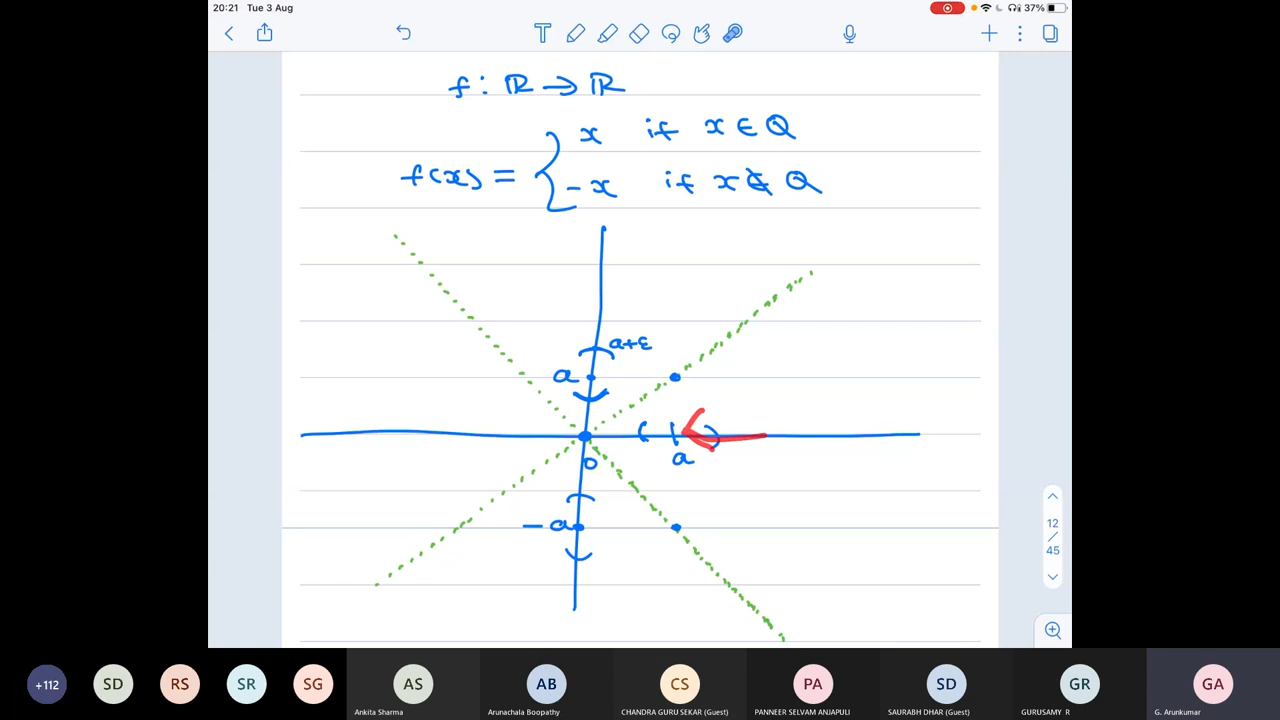 20:21 Tue 3 Aug
37%
T
f : ℝ → ℝ
f(x) = { x if x ∈ Q
-x if x ∉ Q
a+ε
a
0
a
-a
12
/
45
+112
SD
RS
SR
SG
AS
AB
CS
PA
SD
GR
GA
Ankita Sharma
Arunachala Boopathy
CHANDRA GURU SEKAR (Guest)
PANNEER SELVAM ANJAPULI
SAURABH DHAR (Guest)
GURUSAMY R
G. Arunkumar